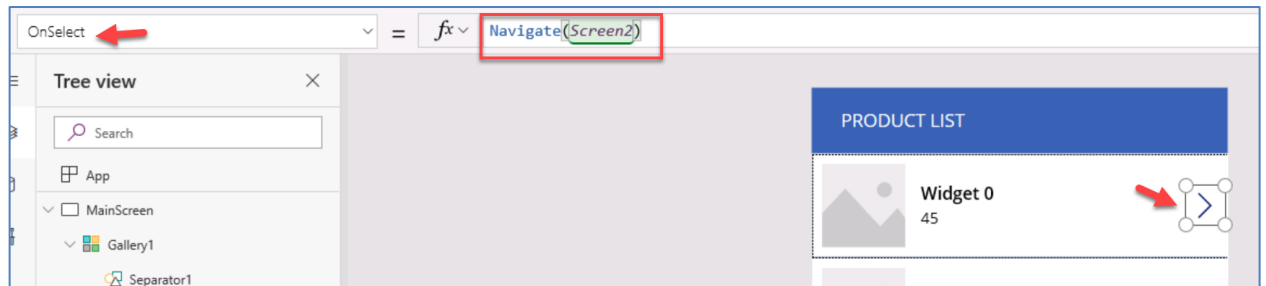 OnSelect
= fx Navigate(Screen2)
Tree view
Search
App
MainScreen
Gallery1
Separator1
PRODUCT LIST
Widget 0
45